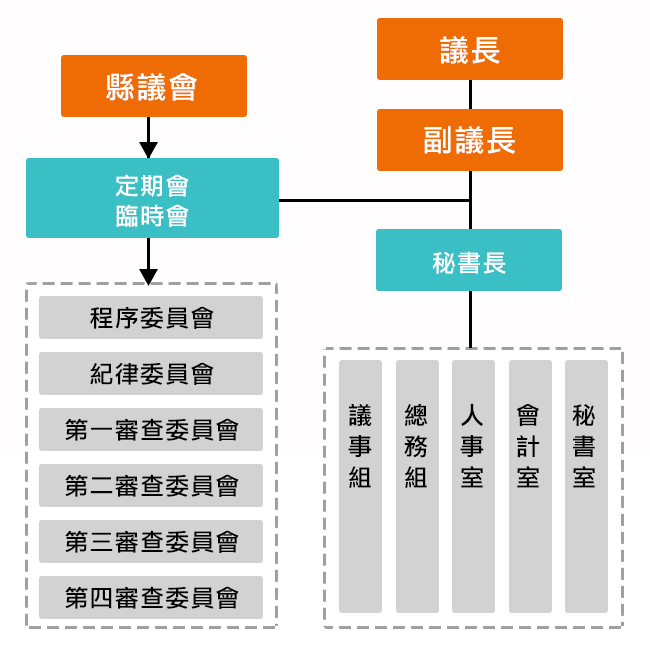 縣議會
定期會
臨時會
程序委員會
紀律委員會
第一審查委員會
第二審查委員會
第三審查委員會
第四審查委員會
議長
副議長
秘書長
議事組
總務組
人事室
會計室
秘書室